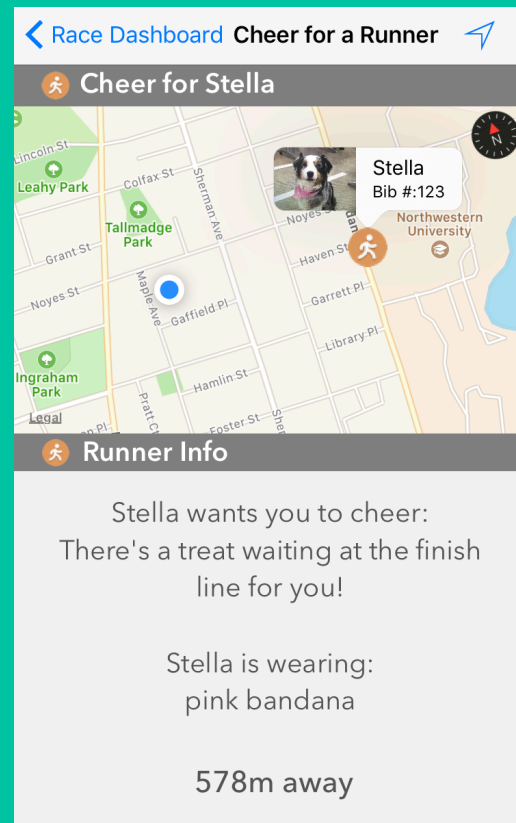 Race Dashboard Cheer for a Runner
Cheer for Stella
N
Lincoln St
Leahy Park
Colfax St
Sherman Ave
Stella
Bib #:123
Tallmadge
Park
Noyes
Northwestern
University
Grant St
Haven St
Noyes St
Maple Ave
Garrett Pl
Gaffield Pl
Library Pl
Ingraham
Park
Hamlin St
Legal
Foster St
Runner Info
Stella wants you to cheer:
There's a treat waiting at the finish
line for you!
Stella is wearing:
pink bandana
578m away